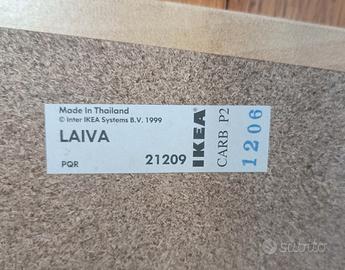 Made In Thailand
© Inter IKEA Systems B.V. 1999
LAIVA
PQR 21209
IKEA
CARB P2
1206
Subito